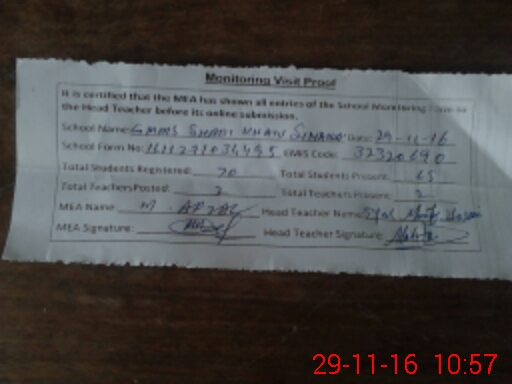 Monitoring Visit Proof
It is certified that the MEA has shown all entries of the School Monitoring Form to
the Head Teacher before its online submission.
School Name: GMMS SHADI KHAN Date: 29-11-16
School Form No: EMIS Code: 37320690
Total Students Registered: 70 Total Students Present: 65
Total Teachers Posted: 2 Total Teachers Present: 2
MEA Name: M. AFZAL Head Teacher Name:
MEA Signature: Head Teacher Signature:
29-11-16 10:57